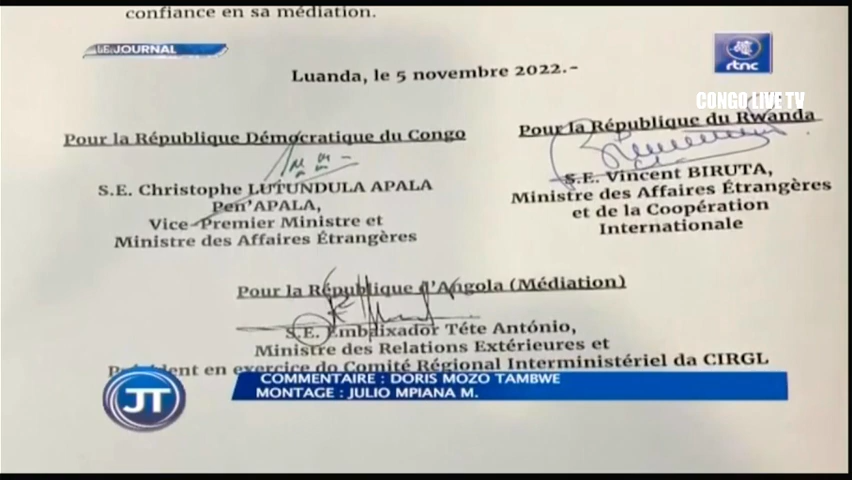 confiance en sa médiation.
LE JOURNAL
rtnc
Luanda, le 5 novembre 2022.-
CONGO LIVE TV
Pour la République Démocratique du Congo
S.E. Christophe LUTUNDULA APALA
Pen'APALA,
Vice-Premier Ministre et
Ministre des Affaires Étrangères
Pour la République du Rwanda
S.E. Vincent BIRUTA,
Ministre des Affaires Étrangères
et de la Coopération
Internationale
Pour la République d'Angola (Médiation)
S.E. Embaixador Téte António,
Ministre des Relations Extérieures et
Président en exercice do Comité Régional Interministériel da CIRGL
JT
COMMENTAIRE : DORIS MOZO TAMBWE
MONTAGE : JULIO MPIANA M.